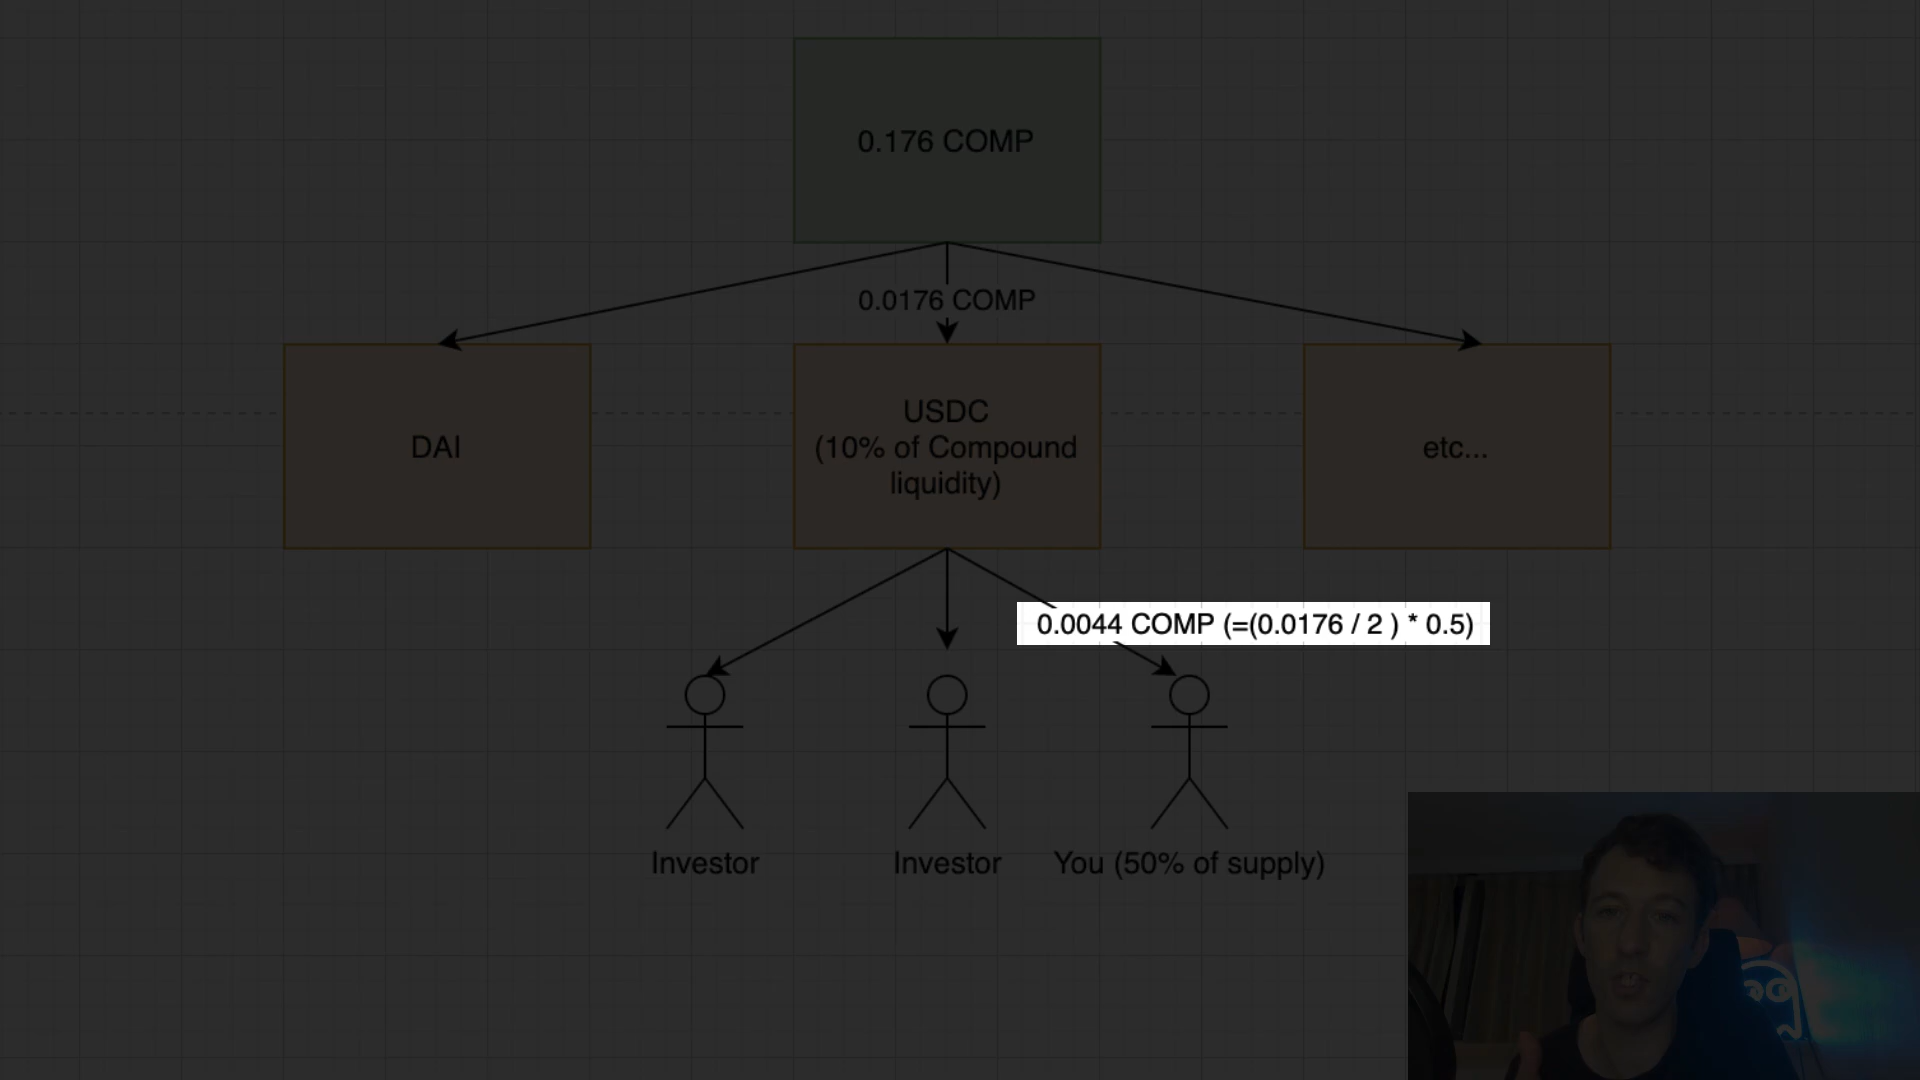 0.176 COMP
0.0176 COMP
DAI
USDC
(10% of Compound
liquidity)
etc...
0.0044 COMP (=(0.0176 / 2 ) * 0.5)
Investor
Investor
You (50% of supply)